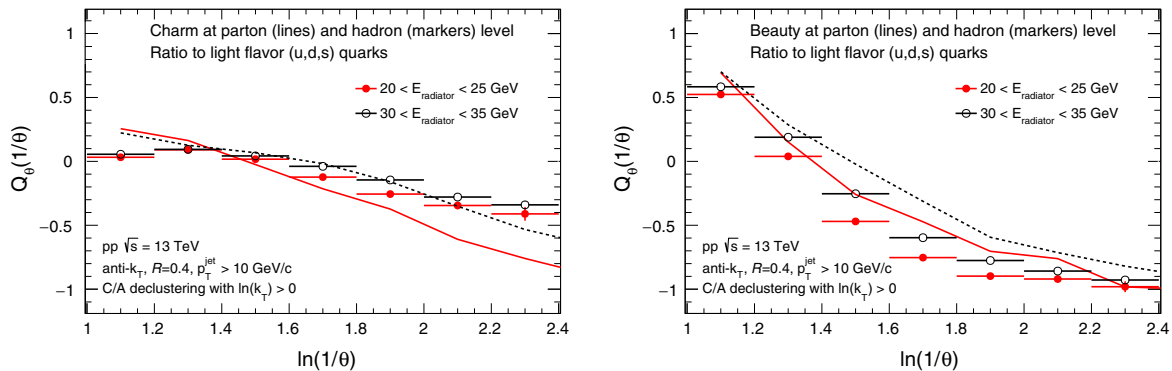 Charm at parton (lines) and hadron (markers) level
Ratio to light flavor (u,d,s) quarks
20 < E_radiator < 25 GeV
30 < E_radiator < 35 GeV
Q_θ(1/θ)
1
0.5
0
−0.5
−1
pp √s = 13 TeV
anti-k_T, R=0.4, p_T^jet > 10 GeV/c
C/A declustering with ln(k_T) > 0
1 1.2 1.4 1.6 1.8 2 2.2 2.4
ln(1/θ)
Beauty at parton (lines) and hadron (markers) level
Ratio to light flavor (u,d,s) quarks
20 < E_radiator < 25 GeV
30 < E_radiator < 35 GeV
Q_θ(1/θ)
1
0.5
0
−0.5
−1
pp √s = 13 TeV
anti-k_T, R=0.4, p_T^jet > 10 GeV/c
C/A declustering with ln(k_T) > 0
1 1.2 1.4 1.6 1.8 2 2.2 2.4
ln(1/θ)